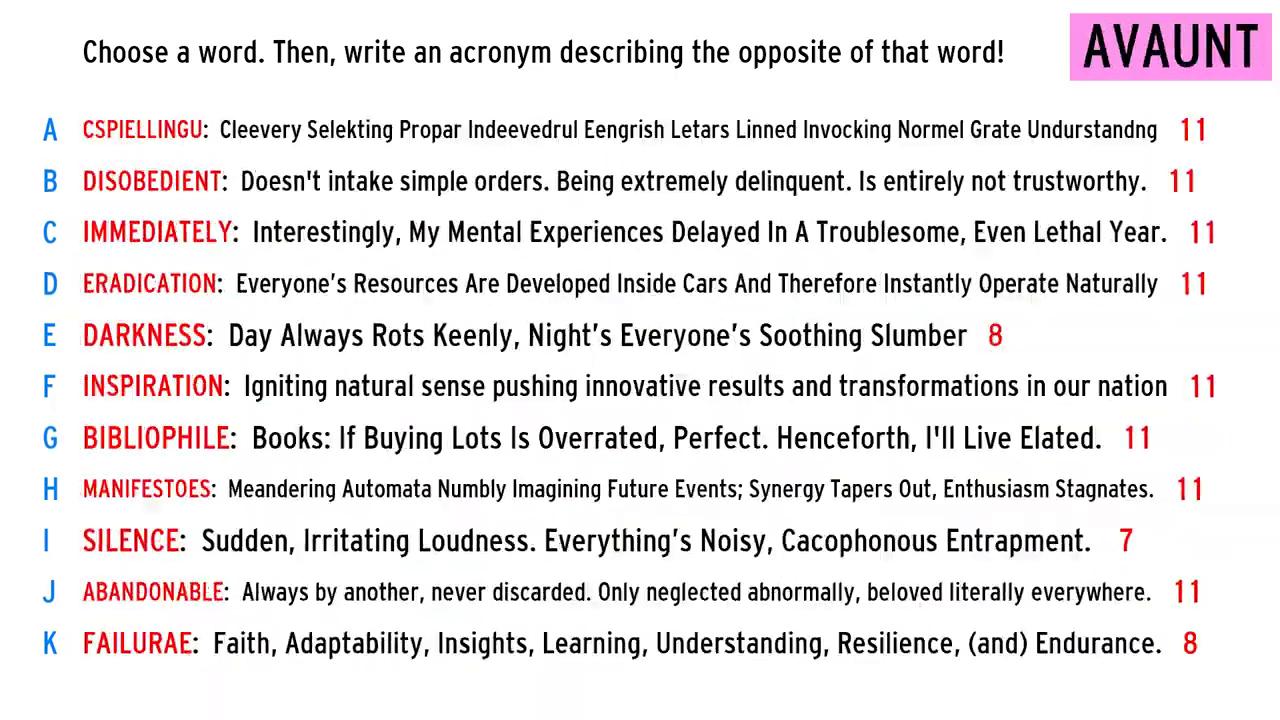 Choose a word. Then, write an acronym describing the opposite of that word!
AVAUNT
A CSPIELLINGU: Cleevery Selekting Propar Indeevedrul Eengrish Letars Linned Invocking Normel Grate Undurstandng 11
B DISOBEDIENT: Doesn't intake simple orders. Being extremely delinquent. Is entirely not trustworthy. 11
C IMMEDIATELY: Interestingly, My Mental Experiences Delayed In A Troublesome, Even Lethal Year. 11
D ERADICATION: Everyone's Resources Are Developed Inside Cars And Therefore Instantly Operate Naturally 11
E DARKNESS: Day Always Rots Keenly, Night's Everyone's Soothing Slumber 8
F INSPIRATION: Igniting natural sense pushing innovative results and transformations in our nation 11
G BIBLIOPHILE: Books: If Buying Lots Is Overrated, Perfect. Henceforth, I'll Live Elated. 11
H MANIFESTOES: Meandering Automata Numbly Imagining Future Events; Synergy Tapers Out, Enthusiasm Stagnates. 11
I SILENCE: Sudden, Irritating Loudness. Everything's Noisy, Cacophonous Entrapment. 7
J ABANDONABLE: Always by another, never discarded. Only neglected abnormally, beloved literally everywhere. 11
K FAILURAE: Faith, Adaptability, Insights, Learning, Understanding, Resilience, (and) Endurance. 8